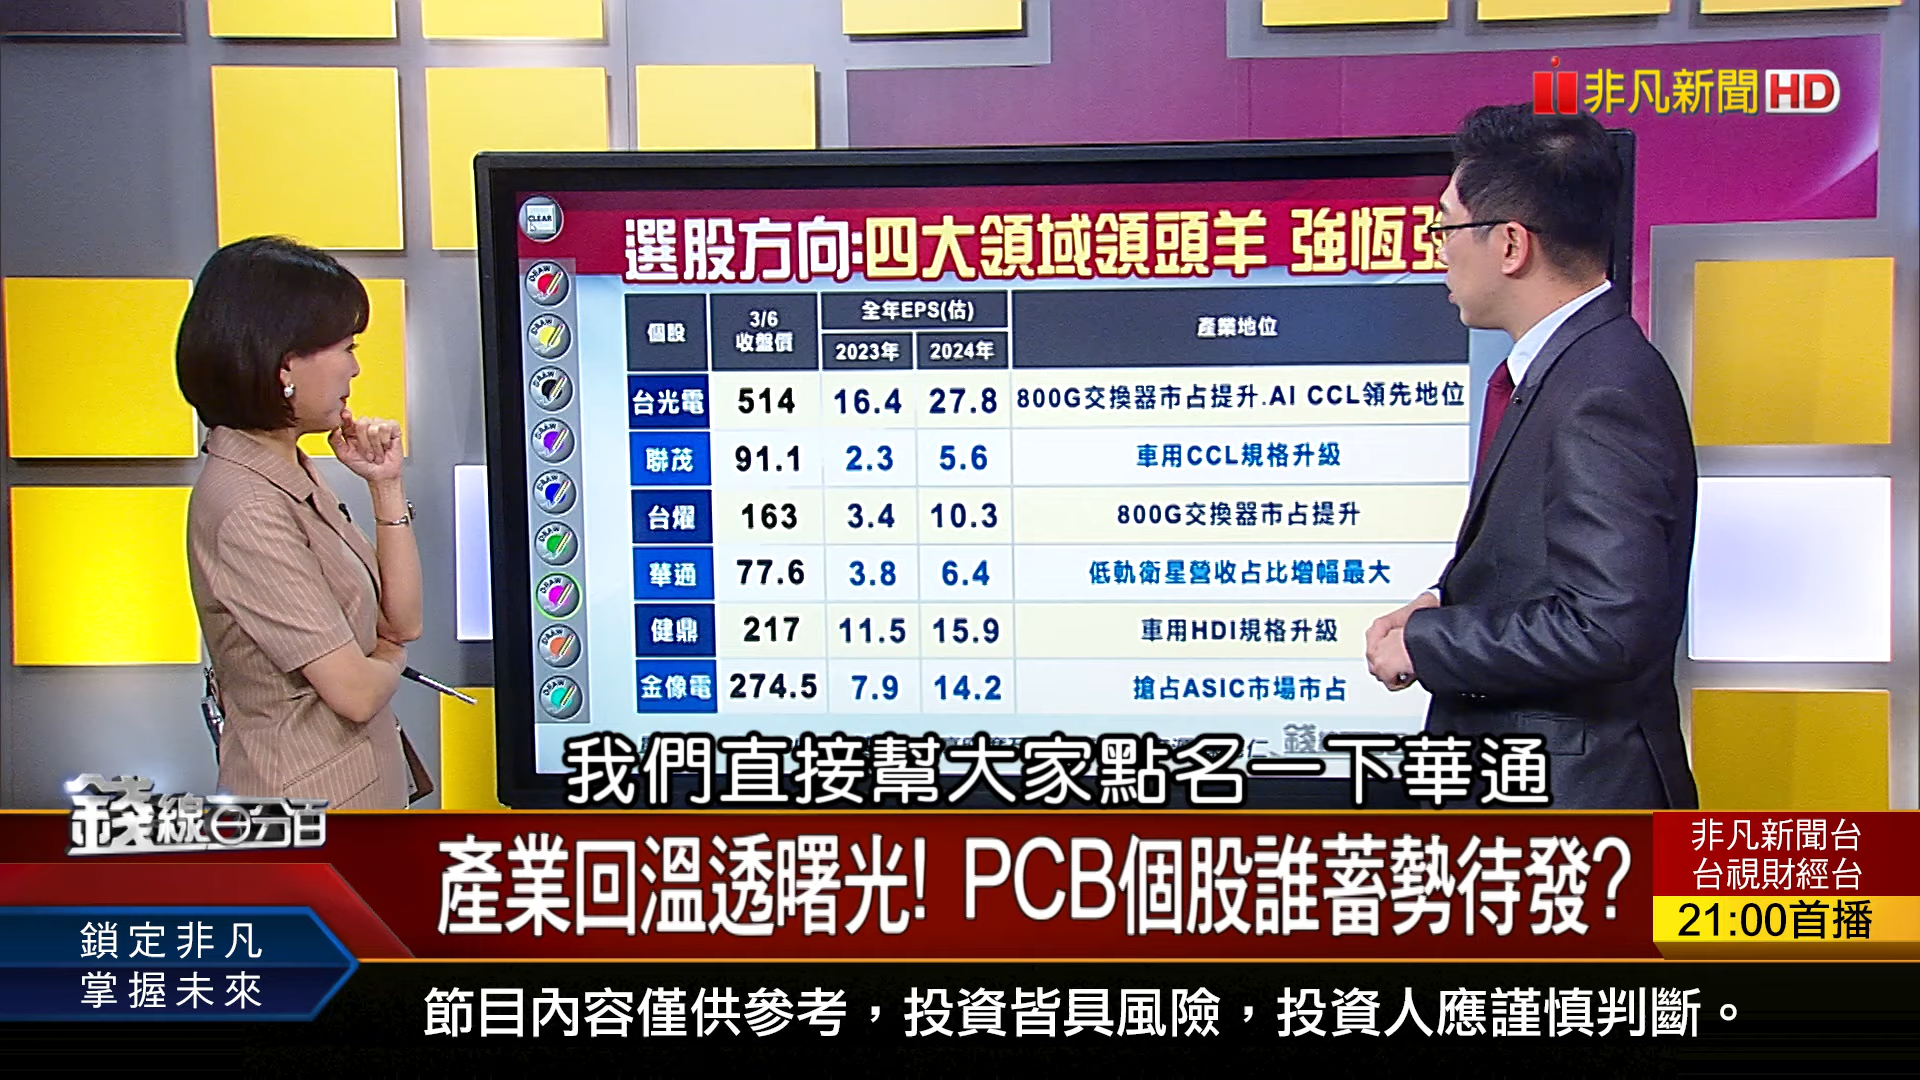 非凡新聞HD
CLEAR
選股方向:四大領域領頭羊 強恆強
個股 3/6收盤價 全年EPS(估) 2023年 2024年 產業地位
台光電 514 16.4 27.8 800G交換器市占提升.AI CCL領先地位
聯茂 91.1 2.3 5.6 車用CCL規格升級
台燿 163 3.4 10.3 800G交換器市占提升
華通 77.6 3.8 6.4 低軌衛星營收占比增幅最大
健鼎 217 11.5 15.9 車用HDI規格升級
金像電 274.5 7.9 14.2 搶占ASIC市場市占
DRAW
DRAW
DRAW
DRAW
DRAW
DRAW
DRAW
DRAW
DRAW
我們直接幫大家點名一下華通
錢線百分百
產業回溫透曙光! PCB個股誰蓄勢待發?
非凡新聞台
台視財經台
21:00首播
鎖定非凡
掌握未來
節目內容僅供參考，投資皆具風險，投資人應謹慎判斷。